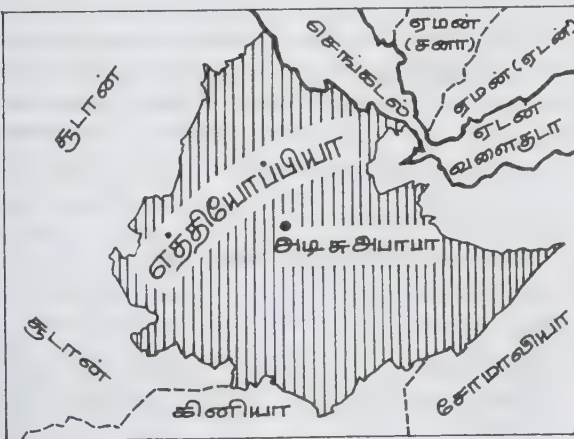 ஏமன்
(சனா)
செங்கடல்
ஏமன் (ஏடன்)
சூடான்
ஏடன்
வளைகுடா
எத்தியோப்பியா
அடிசுஅபாபா
சூடான்
கினியா
சோமாலியா